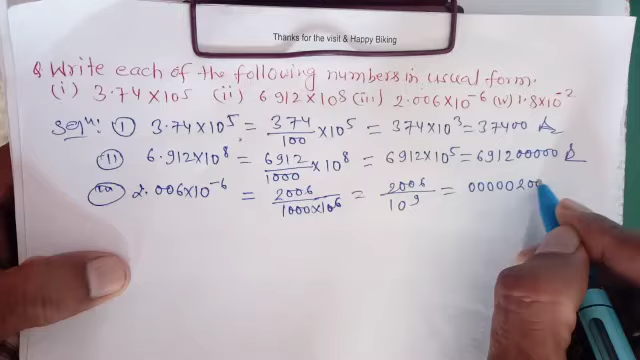 Thanks for the visit & Happy Biking
Q Write each of the following numbers in usual form.
(i) 3.74×10⁵ (ii) 6.912×10⁸ (iii) 2.006×10⁻⁶ (iv) 1.8×10⁻²
Solⁿ: (i) 3.74×10⁵ = 374/100 ×10⁵ = 374×10³ = 37400
(ii) 6.912×10⁸ = 6912/1000 ×10⁸ = 6912×10⁵ = 691200000
2.006×10⁻⁶ = 2006/1000×10⁶ = 2006/10⁹ = 00000200